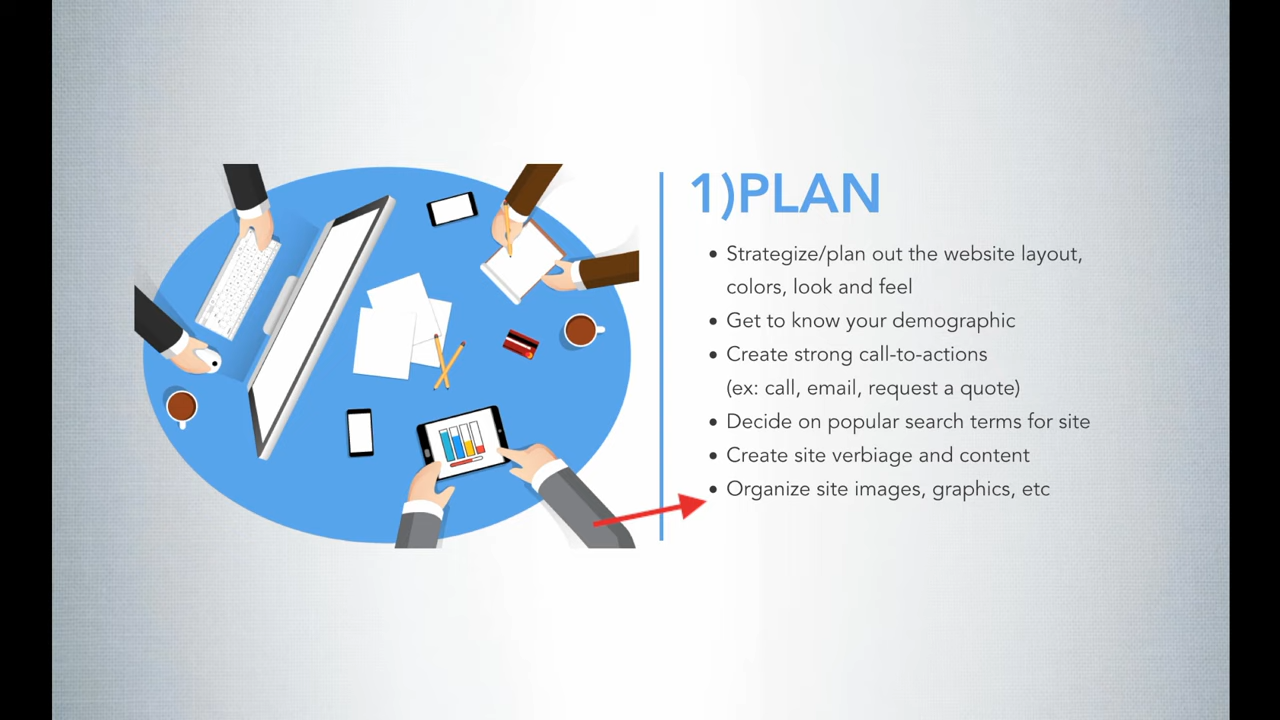 1)PLAN
• Strategize/plan out the website layout,
colors, look and feel
• Get to know your demographic
• Create strong call-to-actions
(ex: call, email, request a quote)
• Decide on popular search terms for site
• Create site verbiage and content
• Organize site images, graphics, etc